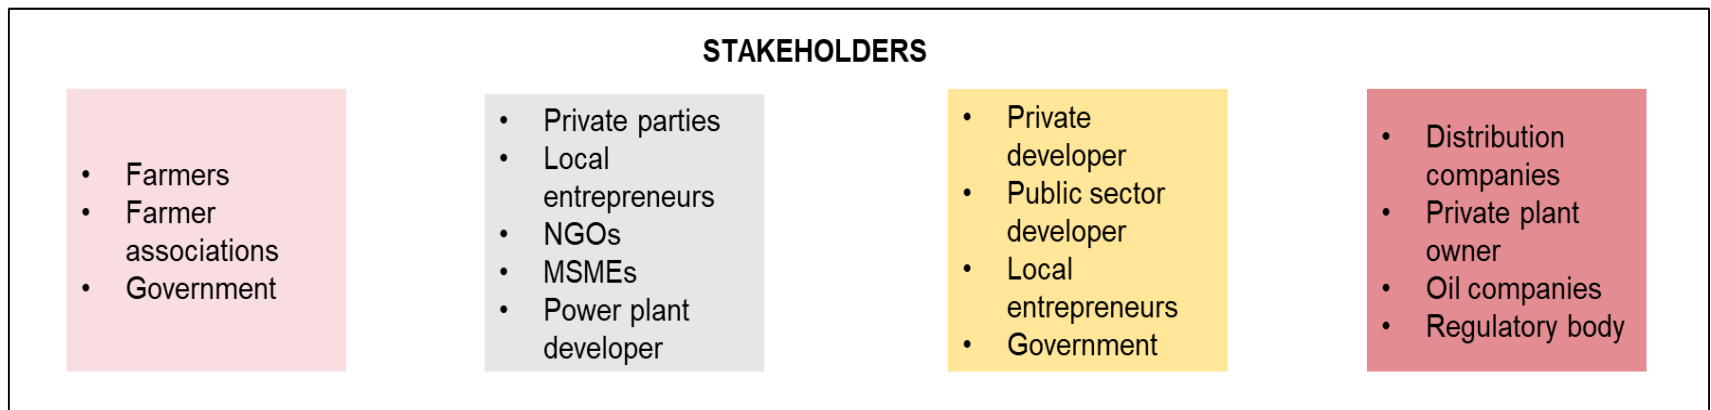 STAKEHOLDERS
• Farmers
• Farmer
associations
• Government
• Private parties
• Local
entrepreneurs
• NGOs
• MSMEs
• Power plant
developer
• Private
developer
• Public sector
developer
• Local
entrepreneurs
• Government
• Distribution
companies
• Private plant
owner
• Oil companies
• Regulatory body